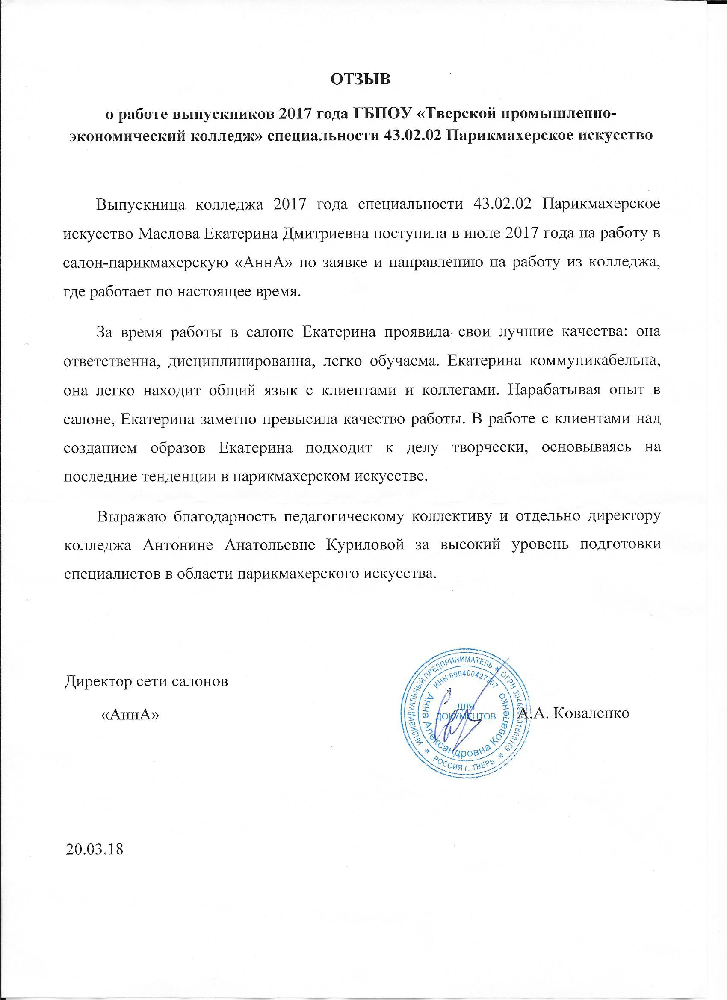 ОТЗЫВ
о работе выпускников 2017 года ГБПОУ «Тверской промышленно-
экономический колледж» специальности 43.02.02 Парикмахерское искусство
Выпускница колледжа 2017 года специальности 43.02.02 Парикмахерское
искусство Маслова Екатерина Дмитриевна поступила в июле 2017 года на работу в
салон-парикмахерскую «АннА» по заявке и направлению на работу из колледжа,
где работает по настоящее время.
За время работы в салоне Екатерина проявила свои лучшие качества: она
ответственна, дисциплинированна, легко обучаема. Екатерина коммуникабельна,
она легко находит общий язык с клиентами и коллегами. Нарабатывая опыт в
салоне, Екатерина заметно превысила качество работы. В работе с клиентами над
созданием образов Екатерина подходит к делу творчески, основываясь на
последние тенденции в парикмахерском искусстве.
Выражаю благодарность педагогическому коллективу и отдельно директору
колледжа Антонине Анатольевне Куриловой за высокий уровень подготовки
специалистов в области парикмахерского искусства.
Директор сети салонов
«АннА»
ИНДИВИДУАЛЬНЫЙ ПРЕДПРИНИМАТЕЛЬ * ОГРН
* РОССИЯ г. ТВЕРЬ *
ИНН
Анна Александровна Коваленко
ДЛЯ
ДОКУМЕНТОВ
А.А. Коваленко
20.03.18